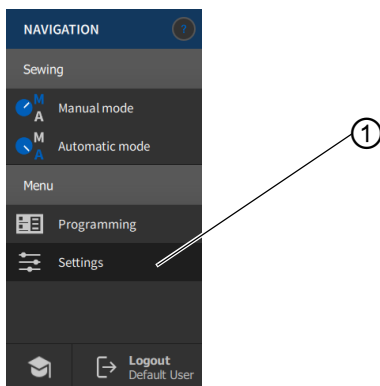 NAVIGATION ?
Sewing
M
A Manual mode
M
A Automatic mode
Menu
Programming
Settings
Logout
Default User
1